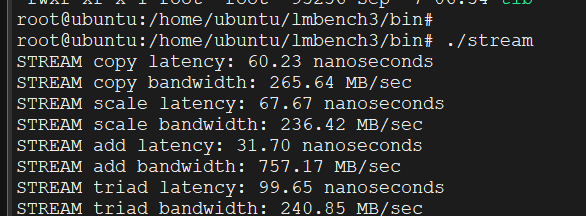 root@ubuntu:/home/ubuntu/lmbench3/bin#
root@ubuntu:/home/ubuntu/lmbench3/bin# ./stream
STREAM copy latency: 60.23 nanoseconds
STREAM copy bandwidth: 265.64 MB/sec
STREAM scale latency: 67.67 nanoseconds
STREAM scale bandwidth: 236.42 MB/sec
STREAM add latency: 31.70 nanoseconds
STREAM add bandwidth: 757.17 MB/sec
STREAM triad latency: 99.65 nanoseconds
STREAM triad bandwidth: 240.85 MB/sec